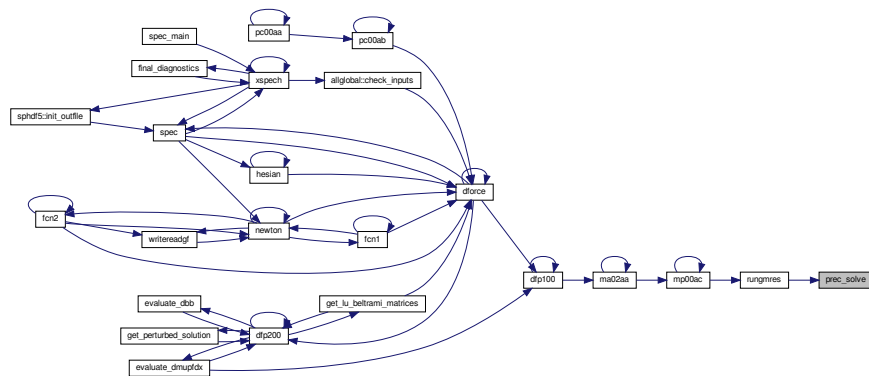 pc00aa
pc00ab
spec_main
final_diagnostics
xspech
allglobal::check_inputs
sphdf5::init_outfile
spec
hesian
dforce
fcn2
newton
writereadgf
fcn1
dfp100
ma02aa
mp00ac
rungmres
prec_solve
evaluate_dbb
get_lu_beltrami_matrices
get_perturbed_solution
dfp200
evaluate_dmupfdx